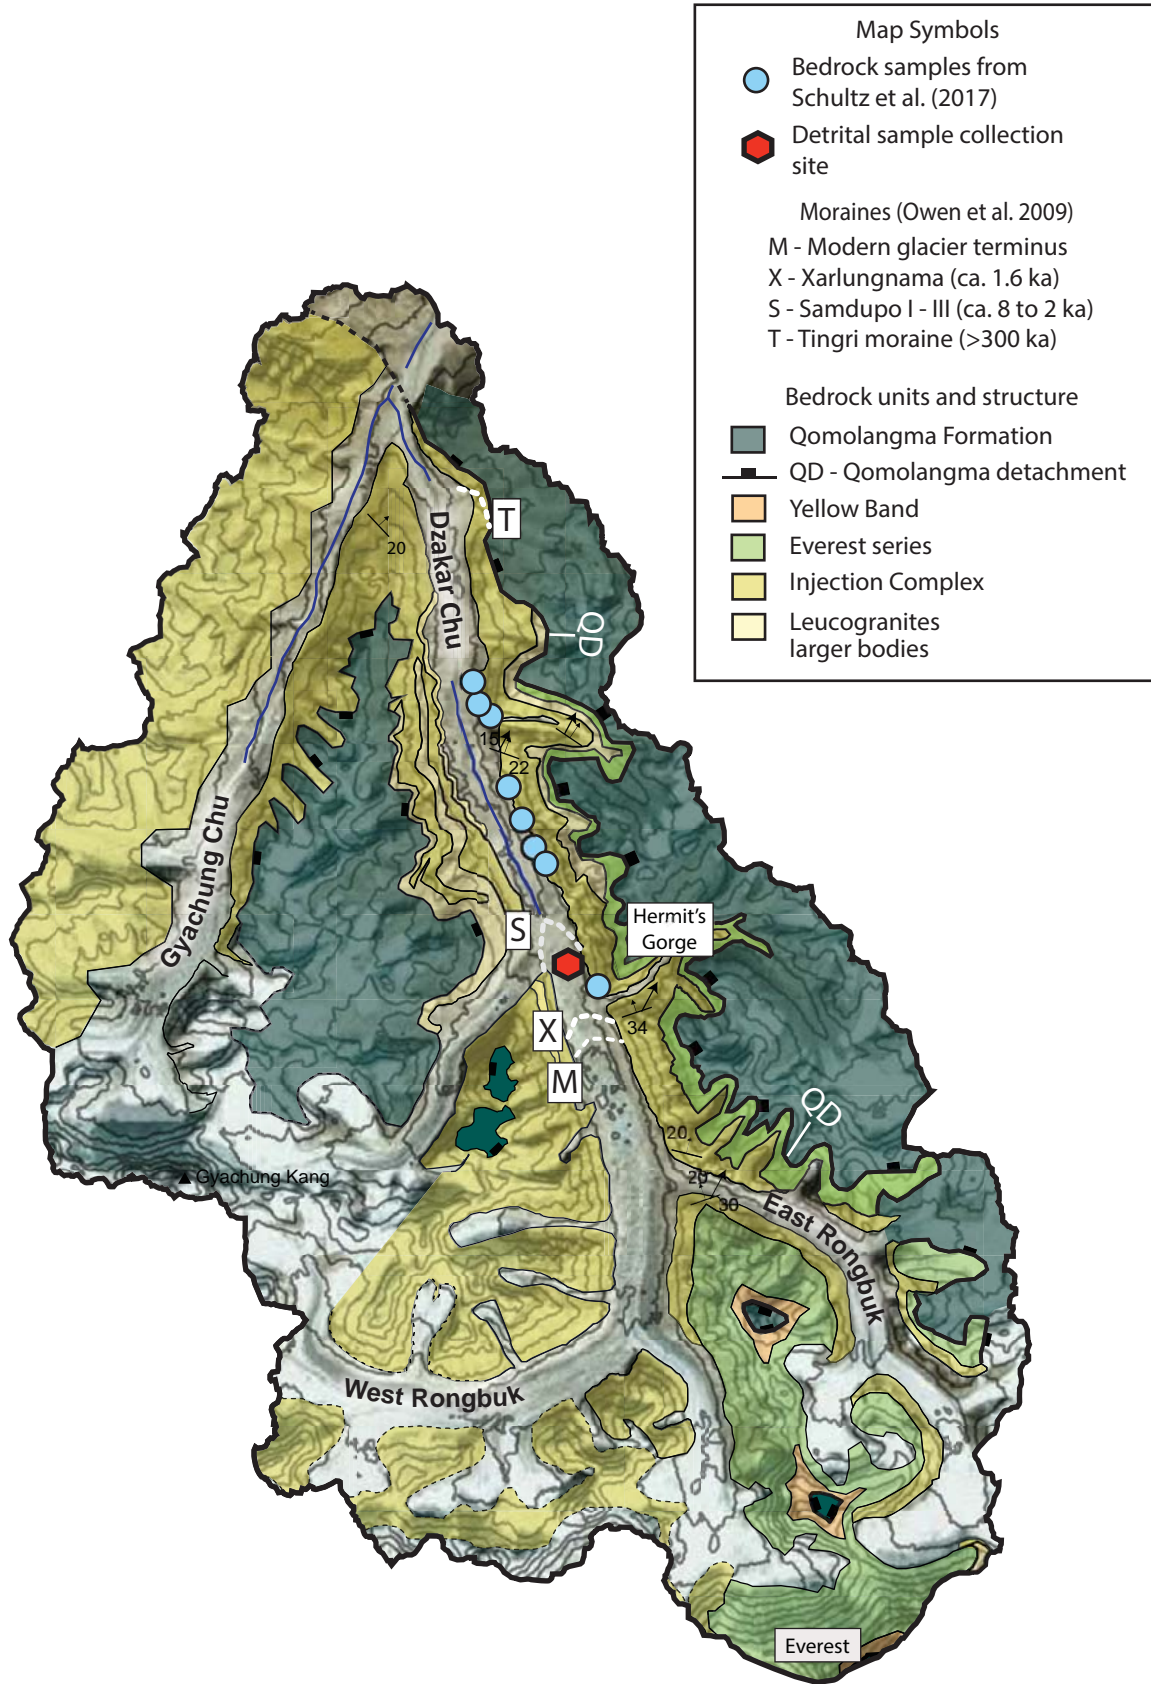 Map Symbols
Bedrock samples from
Schultz et al. (2017)
Detrital sample collection
site
Moraines (Owen et al. 2009)
M - Modern glacier terminus
X - Xarlungnama (ca. 1.6 ka)
S - Samdupo I - III (ca. 8 to 2 ka)
T - Tingri moraine (>300 ka)
Bedrock units and structure
Qomolangma Formation
QD - Qomolangma detachment
Yellow Band
Everest series
Injection Complex
Leucogranites
larger bodies
T
20
Dzakar Chu
QD
15
22
Gyachung Chu
S
Hermit's
Gorge
X
34
M
QD
20
Gyachung Kang
25
30
East Rongbuk
West Rongbuk
Everest